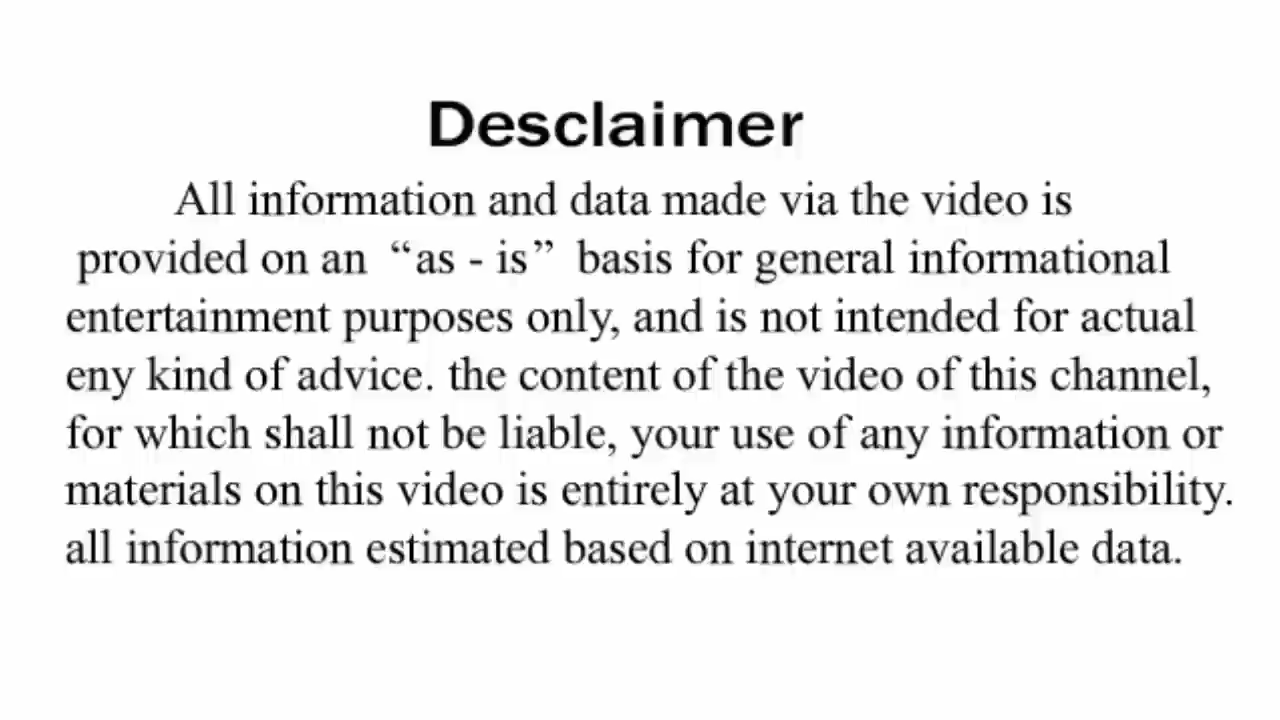 Desclaimer
All information and data made via the video is
provided on an “as - is” basis for general informational
entertainment purposes only, and is not intended for actual
eny kind of advice. the content of the video of this channel,
for which shall not be liable, your use of any information or
materials on this video is entirely at your own responsibility.
all information estimated based on internet available data.